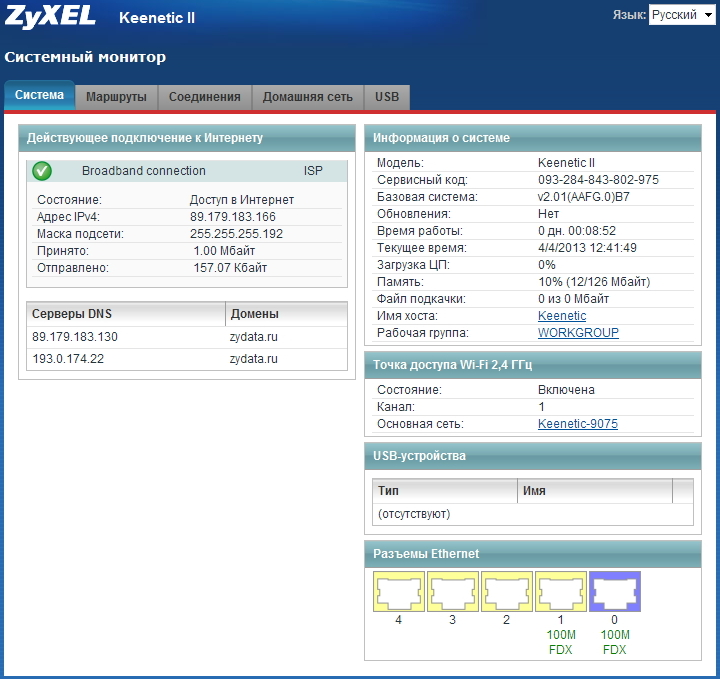 ZyXEL Keenetic II
Язык: Русский
Системный монитор
Система Маршруты Соединения Домашняя сеть USB
Действующее подключение к Интернету
Broadband connection ISP
Состояние: Доступ в Интернет
Адрес IPv4: 89.179.183.166
Маска подсети: 255.255.255.192
Принято: 1.00 Мбайт
Отправлено: 157.07 Кбайт
Серверы DNS Домены
89.179.183.130 zydata.ru
193.0.174.22 zydata.ru
Информация о системе
Модель: Keenetic II
Сервисный код: 093-284-843-802-975
Базовая система: v2.01(AAFG.0)B7
Обновления: Нет
Время работы: 0 дн. 00:08:52
Текущее время: 4/4/2013 12:41:49
Загрузка ЦП: 0%
Память: 10% (12/126 Мбайт)
Файл подкачки: 0 из 0 Мбайт
Имя хоста: Keenetic
Рабочая группа: WORKGROUP
Точка доступа Wi-Fi 2,4 ГГц
Состояние: Включена
Канал: 1
Основная сеть: Keenetic-9075
USB-устройства
Тип Имя
(отсутствуют)
Разъемы Ethernet
4 3 2 1 0
100M 100M
FDX FDX